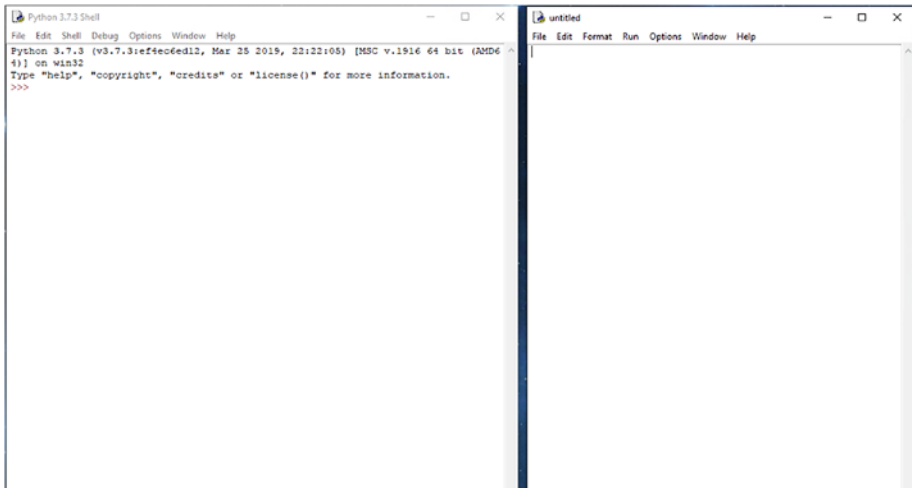 Python 3.7.3 Shell
File Edit Shell Debug Options Window Help
Python 3.7.3 (v3.7.3:ef4ec6ed12, Mar 25 2019, 22:22:05) [MSC v.1916 64 bit (AMD6
4)] on win32
Type "help", "copyright", "credits" or "license()" for more information.
>>>
untitled
File Edit Format Run Options Window Help